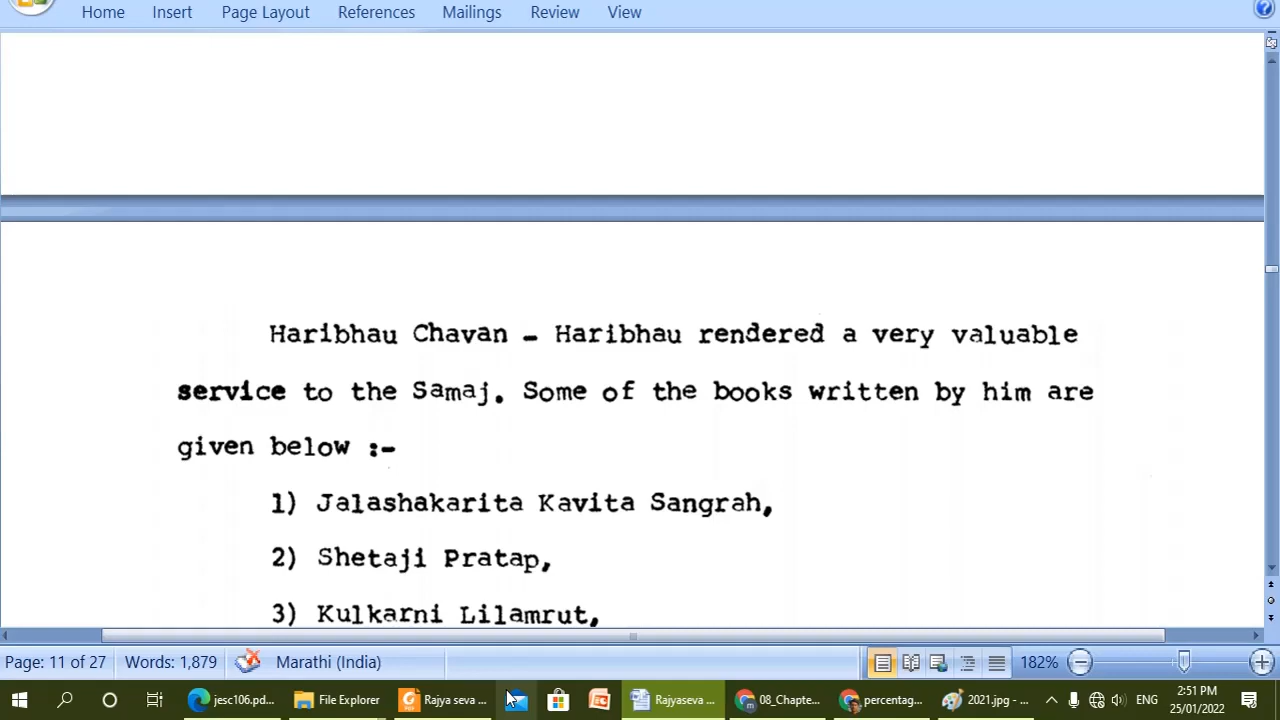 Home Insert Page Layout References Mailings Review View
Haribhau Chavan - Haribhau rendered a very valuable
service to the Samaj. Some of the books written by him are
given below :-
1) Jalashakarita Kavita Sangrah,
2) Shetaji Pratap,
3) Kulkarni Lilamrut,
Page: 11 of 27 Words: 1,879 Marathi (India) 182%
jesc106.pd... File Explorer Rajya seva ... Rajyaseva ... 08_Chapte... percentag... 2021.jpg - ... ENG 2:51 PM
25/01/2022